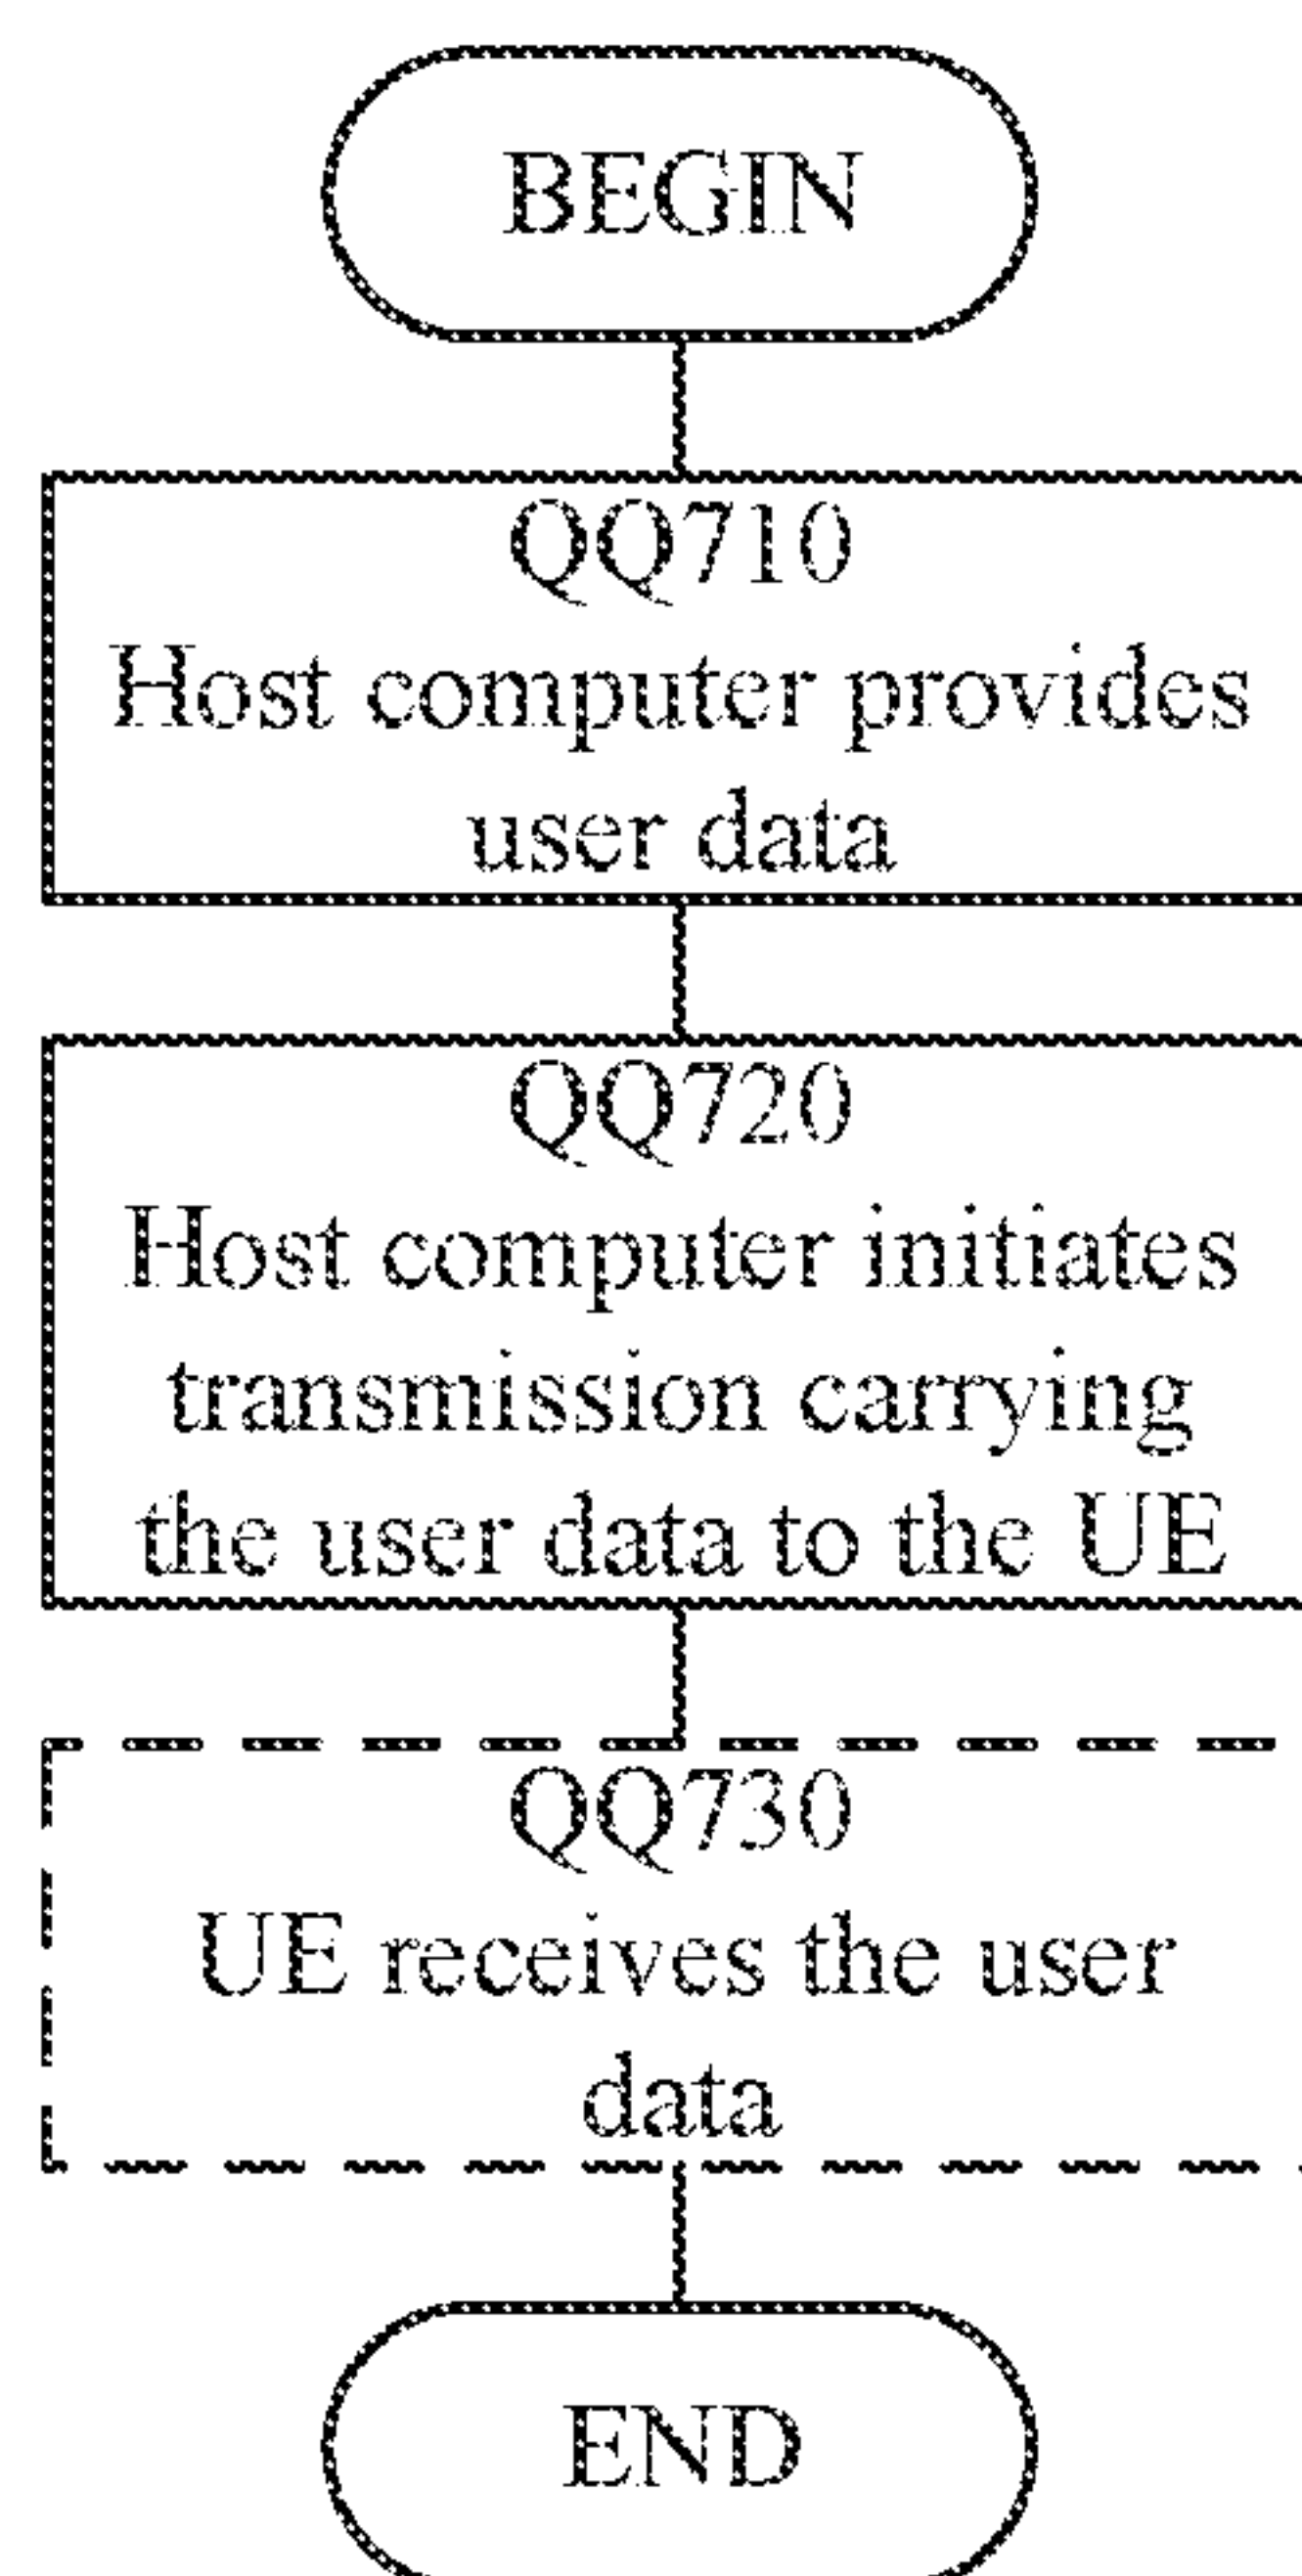 BEGIN
QQ710
Host computer provides
user data
QQ720
Host computer initiates
transmission carrying
the user data to the UE
QQ730
UE receives the user
data
END